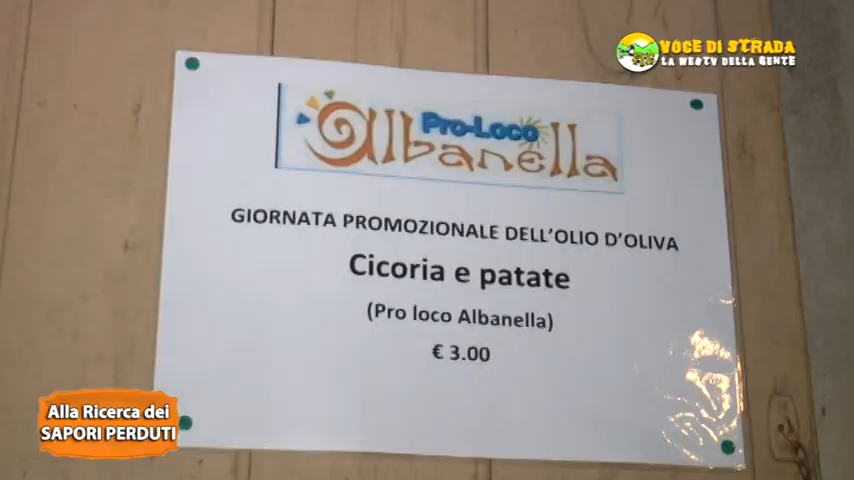 VOCE DI STRADA
LA WEBTV DELLA GENTE
Pro-Loco
albanella
GIORNATA PROMOZIONALE DELL'OLIO D'OLIVA
Cicoria e patate
(Pro loco Albanella)
€ 3.00
Alla Ricerca dei
SAPORI PERDUTI